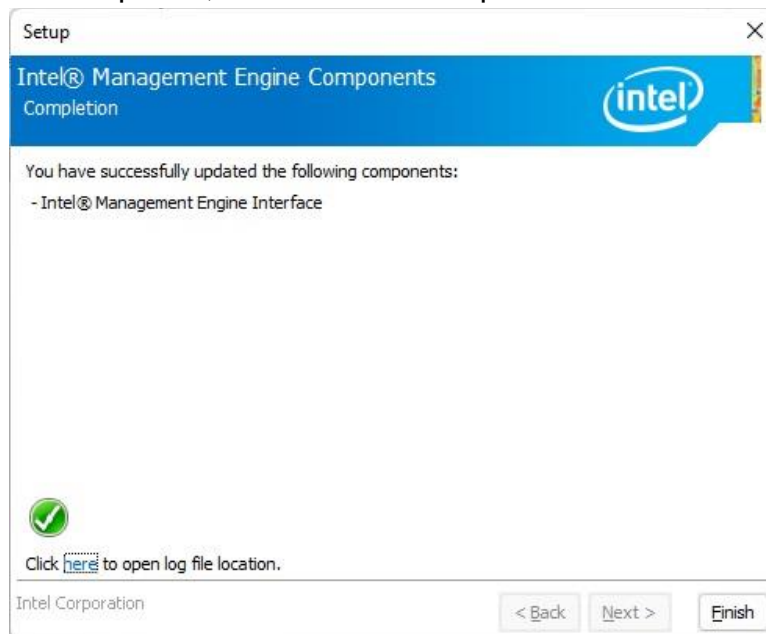 Setup
Intel® Management Engine Components
Completion
intel
You have successfully updated the following components:
- Intel® Management Engine Interface
Click here to open log file location.
Intel Corporation
< Back Next > Finish